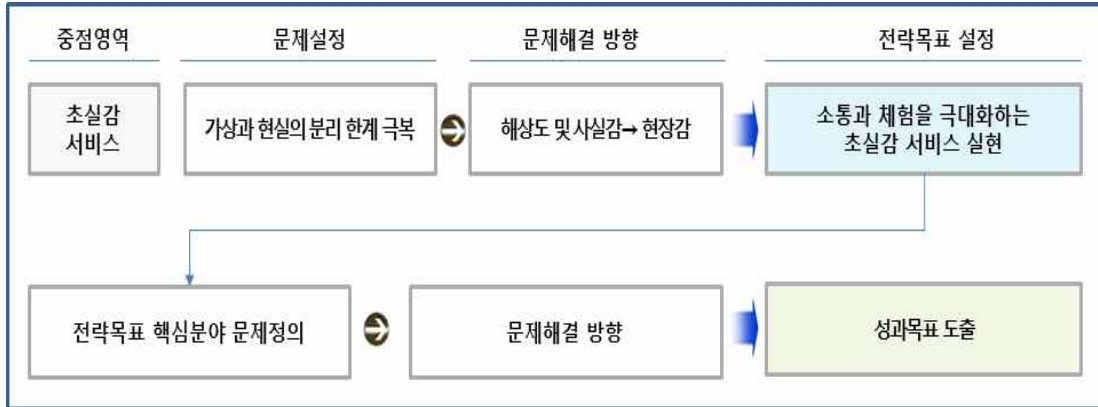 중점영역
문제설정
문제해결 방향
전략목표 설정
초실감
서비스
가상과 현실의 분리 한계 극복
해상도 및 사실감→ 현장감
소통과 체험을 극대화하는
초실감 서비스 실현
전략목표 핵심분야 문제정의
문제해결 방향
성과목표 도출